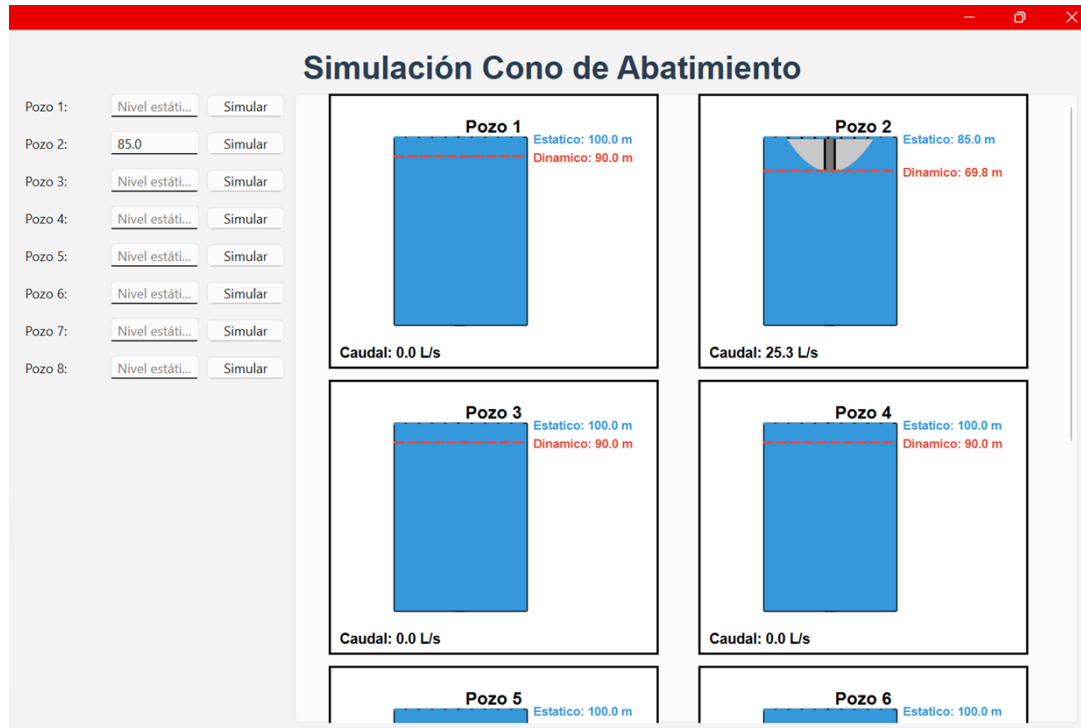 Simulación Cono de Abatimiento
Pozo 1:
Nivel estáti...
Simular
Pozo 2:
85.0
Simular
Pozo 3:
Nivel estáti...
Simular
Pozo 4:
Nivel estáti...
Simular
Pozo 5:
Nivel estáti...
Simular
Pozo 6:
Nivel estáti...
Simular
Pozo 7:
Nivel estáti...
Simular
Pozo 8:
Nivel estáti...
Simular
Pozo 1
Estatico: 100.0 m
Dinamico: 90.0 m
Caudal: 0.0 L/s
Pozo 2
Estatico: 85.0 m
Dinamico: 69.8 m
Caudal: 25.3 L/s
Pozo 3
Estatico: 100.0 m
Dinamico: 90.0 m
Caudal: 0.0 L/s
Pozo 4
Estatico: 100.0 m
Dinamico: 90.0 m
Caudal: 0.0 L/s
Pozo 5
Estatico: 100.0 m
Pozo 6
Estatico: 100.0 m